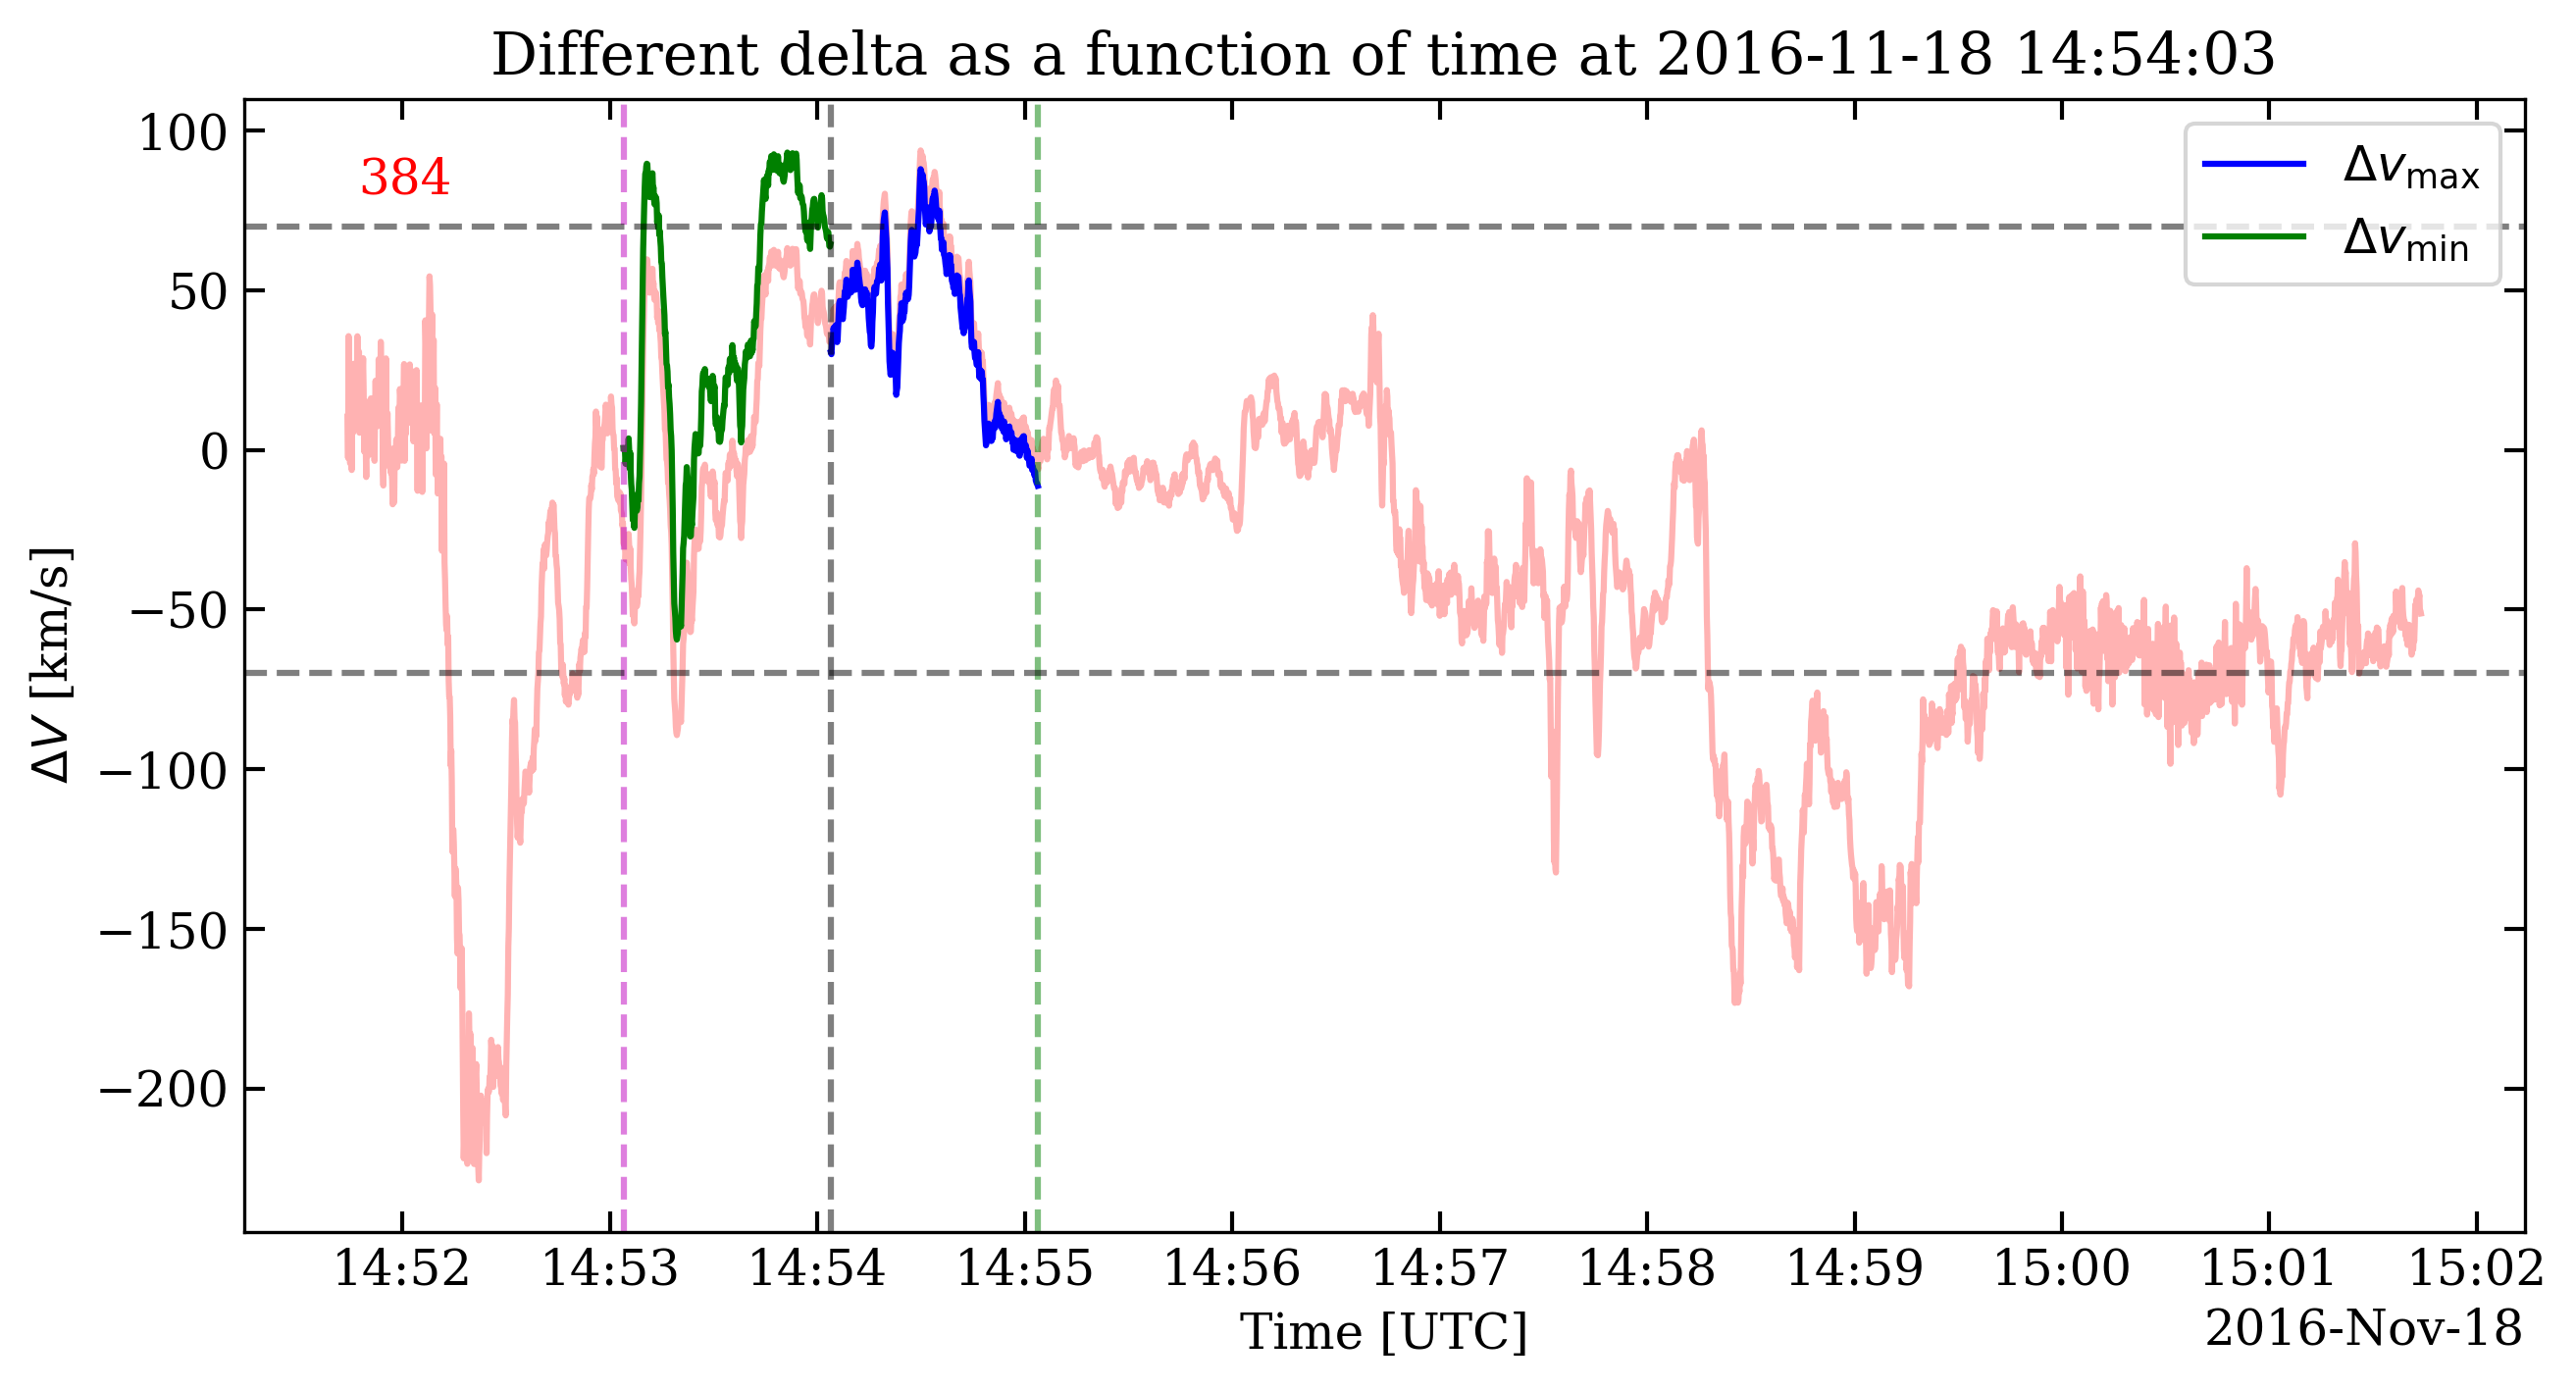 Different delta as a function of time at 2016-11-18 14:54:03
384
Δv_max
Δv_min
ΔV [km/s]
100
50
0
−50
−100
−150
−200
14:52 14:53 14:54 14:55 14:56 14:57 14:58 14:59 15:00 15:01 15:02
Time [UTC]
2016-Nov-18